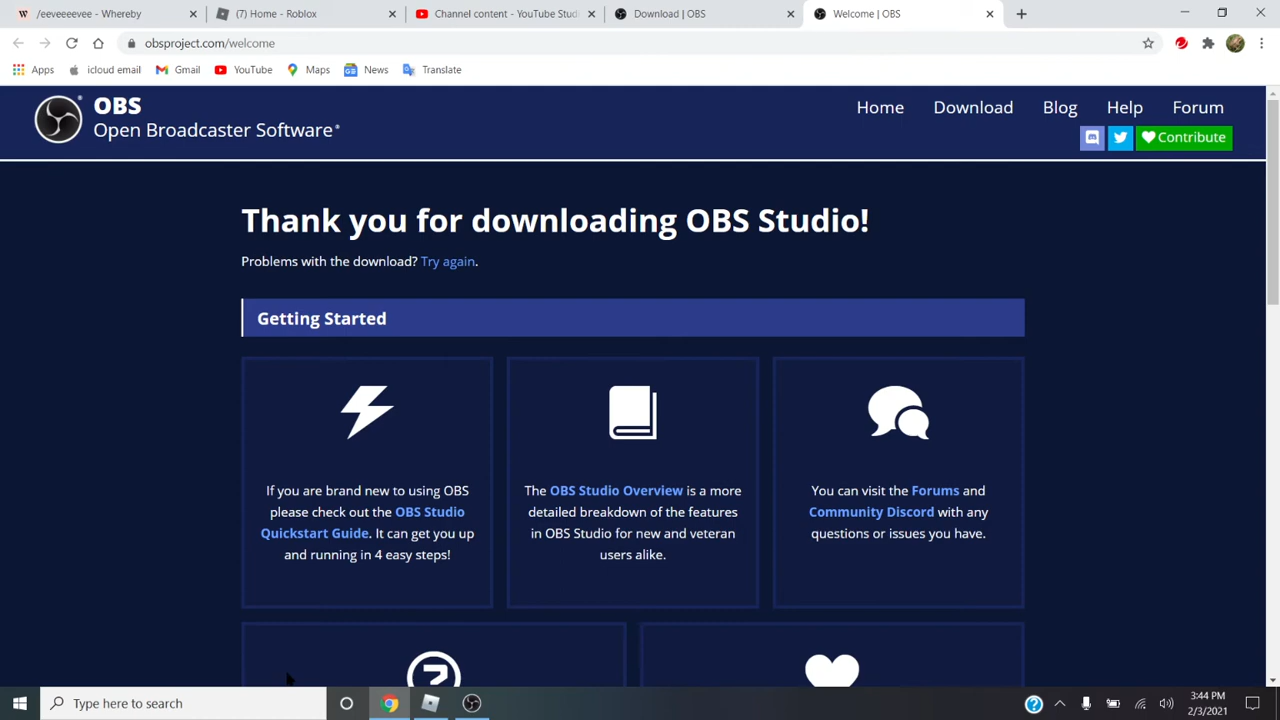 /eeveeeevee - Whereby
(7) Home - Roblox
Channel content - YouTube Stud
Download | OBS
Welcome | OBS
obsproject.com/welcome
Apps
icloud email
Gmail
YouTube
Maps
News
Translate
OBS
Open Broadcaster Software®
Home
Download
Blog
Help
Forum
Contribute
Thank you for downloading OBS Studio!
Problems with the download? Try again.
Getting Started
If you are brand new to using OBS
please check out the OBS Studio
Quickstart Guide. It can get you up
and running in 4 easy steps!
The OBS Studio Overview is a more
detailed breakdown of the features
in OBS Studio for new and veteran
users alike.
You can visit the Forums and
Community Discord with any
questions or issues you have.
Type here to search
3:44 PM
2/3/2021